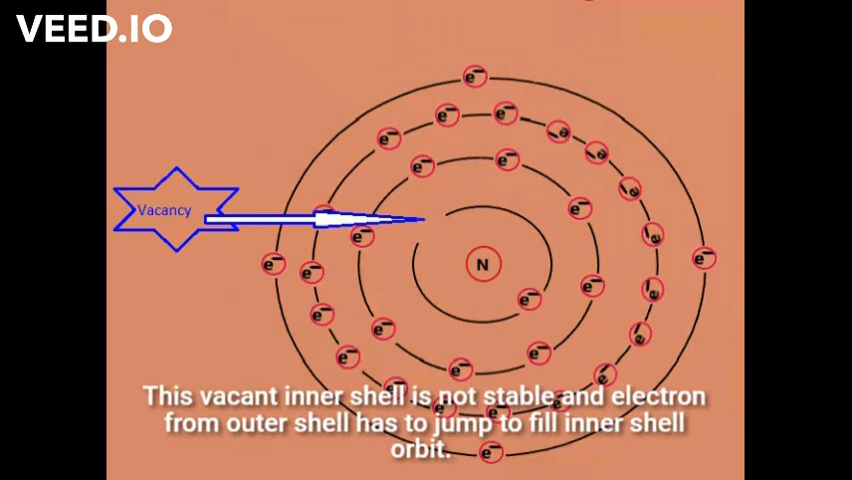 VEED.IO
e⁻
e⁻
e⁻
e⁻
e⁻
e⁻
e⁻
e⁻
e⁻
e⁻
e⁻
Vacancy
e⁻
e⁻
e⁻
e⁻
N
e⁻
e⁻
e⁻
e⁻
e⁻
e⁻
e⁻
e⁻
e⁻
e⁻
e⁻
This vacant inner shell is not stable and electron
from outer shell has to jump to fill inner shell
orbit.
e⁻